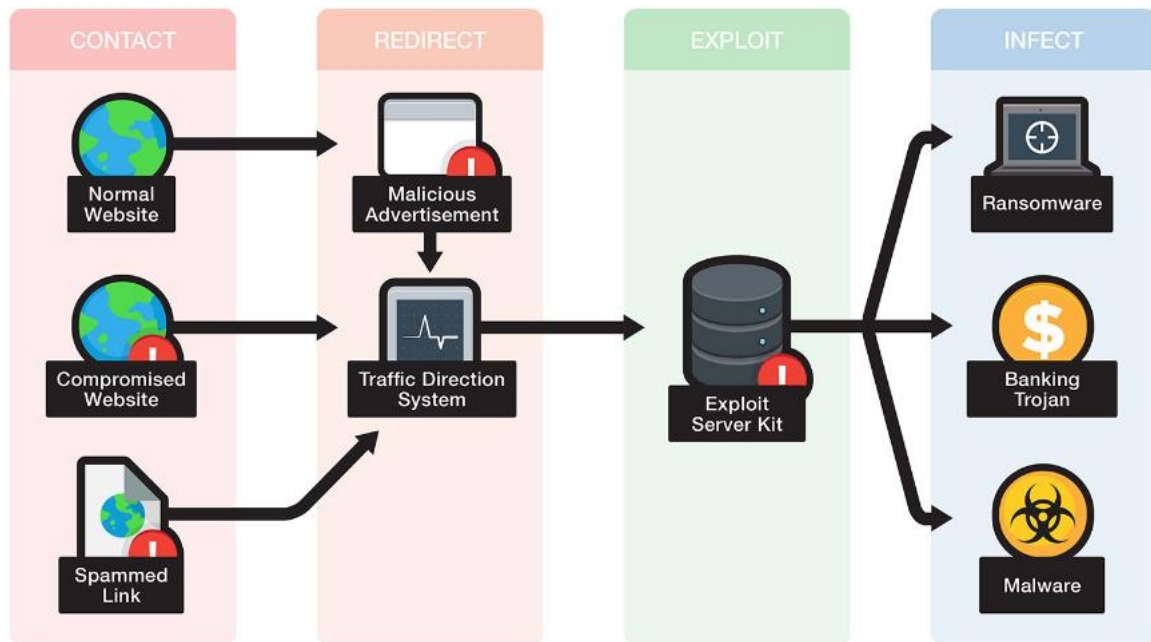 CONTACT
REDIRECT
EXPLOIT
INFECT
Normal
Website
Malicious
Advertisement
Ransomware
Compromised
Website
Traffic Direction
System
Exploit
Server Kit
Banking
Trojan
Spammed
Link
Malware